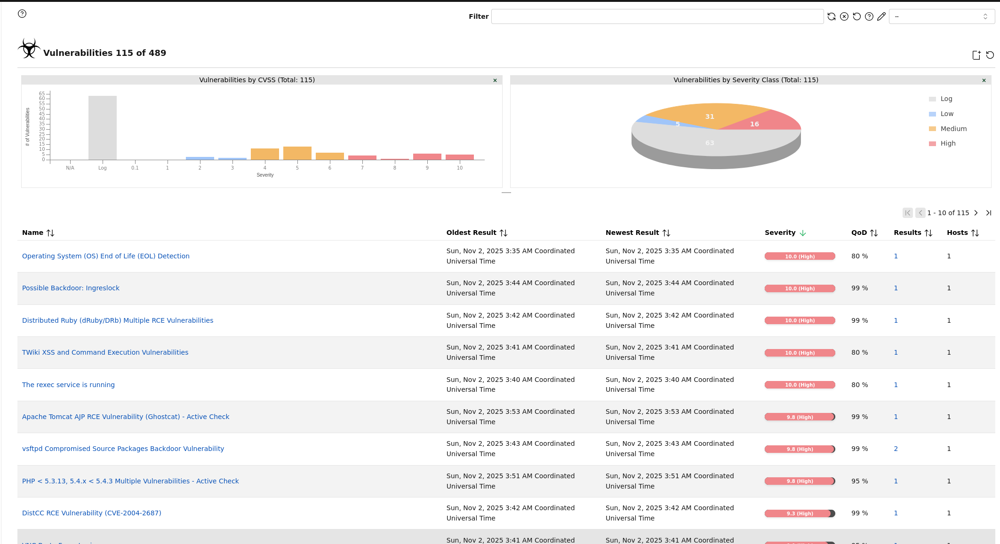 Filter
--
Vulnerabilities 115 of 489
Vulnerabilities by CVSS (Total: 115) ×
# of Vulnerabilities
65
60
55
50
45
40
35
30
25
20
15
10
5
0
N/A Log 0.1 1 2 3 4 5 6 7 8 9 10
Severity
Vulnerabilities by Severity Class (Total: 115) ×
31
5
16
63
Log
Low
Medium
High
1 - 10 of 115
Name Oldest Result Newest Result Severity QoD Results Hosts
Operating System (OS) End of Life (EOL) Detection Sun, Nov 2, 2025 3:35 AM Coordinated Universal Time Sun, Nov 2, 2025 3:35 AM Coordinated Universal Time 10.0 (High) 80 % 1 1
Possible Backdoor: Ingreslock Sun, Nov 2, 2025 3:44 AM Coordinated Universal Time Sun, Nov 2, 2025 3:44 AM Coordinated Universal Time 10.0 (High) 99 % 1 1
Distributed Ruby (dRuby/DRb) Multiple RCE Vulnerabilities Sun, Nov 2, 2025 3:42 AM Coordinated Universal Time Sun, Nov 2, 2025 3:42 AM Coordinated Universal Time 10.0 (High) 99 % 1 1
TWiki XSS and Command Execution Vulnerabilities Sun, Nov 2, 2025 3:41 AM Coordinated Universal Time Sun, Nov 2, 2025 3:41 AM Coordinated Universal Time 10.0 (High) 80 % 1 1
The rexec service is running Sun, Nov 2, 2025 3:40 AM Coordinated Universal Time Sun, Nov 2, 2025 3:40 AM Coordinated Universal Time 10.0 (High) 80 % 1 1
Apache Tomcat AJP RCE Vulnerability (Ghostcat) - Active Check Sun, Nov 2, 2025 3:53 AM Coordinated Universal Time Sun, Nov 2, 2025 3:53 AM Coordinated Universal Time 9.8 (High) 99 % 1 1
vsftpd Compromised Source Packages Backdoor Vulnerability Sun, Nov 2, 2025 3:43 AM Coordinated Universal Time Sun, Nov 2, 2025 3:43 AM Coordinated Universal Time 9.8 (High) 99 % 2 1
PHP < 5.3.13, 5.4.x < 5.4.3 Multiple Vulnerabilities - Active Check Sun, Nov 2, 2025 3:51 AM Coordinated Universal Time Sun, Nov 2, 2025 3:51 AM Coordinated Universal Time 9.8 (High) 95 % 1 1
DistCC RCE Vulnerability (CVE-2004-2687) Sun, Nov 2, 2025 3:42 AM Coordinated Universal Time Sun, Nov 2, 2025 3:42 AM Coordinated Universal Time 9.3 (High) 99 % 1 1
Sun, Nov 2, 2025 3:41 AM Coordinated Sun, Nov 2, 2025 3:41 AM Coordinated